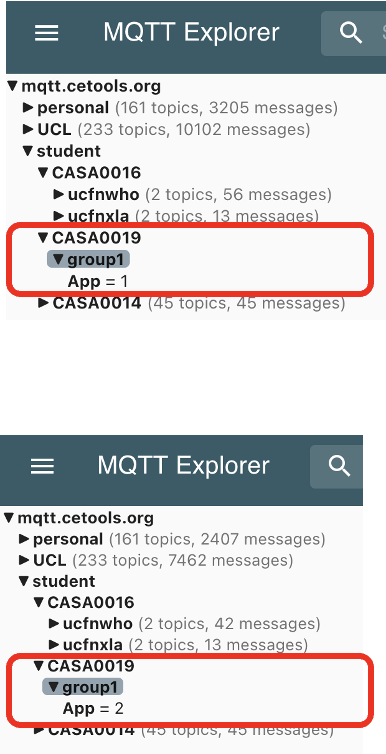 MQTT Explorer
mqtt.cetools.org
personal (161 topics, 3205 messages)
UCL (233 topics, 10102 messages)
student
CASA0016
ucfnwho (2 topics, 56 messages)
ucfnxla (2 topics, 13 messages)
CASA0019
group1
App = 1
CASA0014 (45 topics, 45 messages)
MQTT Explorer
mqtt.cetools.org
personal (161 topics, 2407 messages)
UCL (233 topics, 7462 messages)
student
CASA0016
ucfnwho (2 topics, 42 messages)
ucfnxla (2 topics, 13 messages)
CASA0019
group1
App = 2
CASA0014 (45 topics, 45 messages)